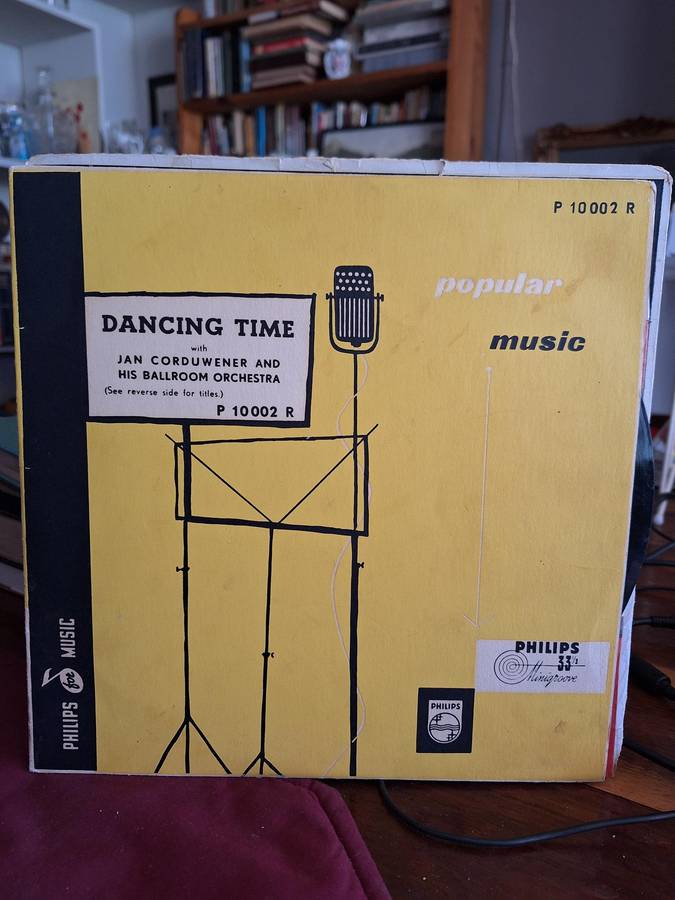 P 10002 R
popular
music
DANCING TIME
with
JAN CORDUWENER AND
HIS BALLROOM ORCHESTRA
(See reverse side for titles.)
P 10002 R
PHILIPS
33⅓
Minigroove
PHILIPS
PHILIPS for MUSIC